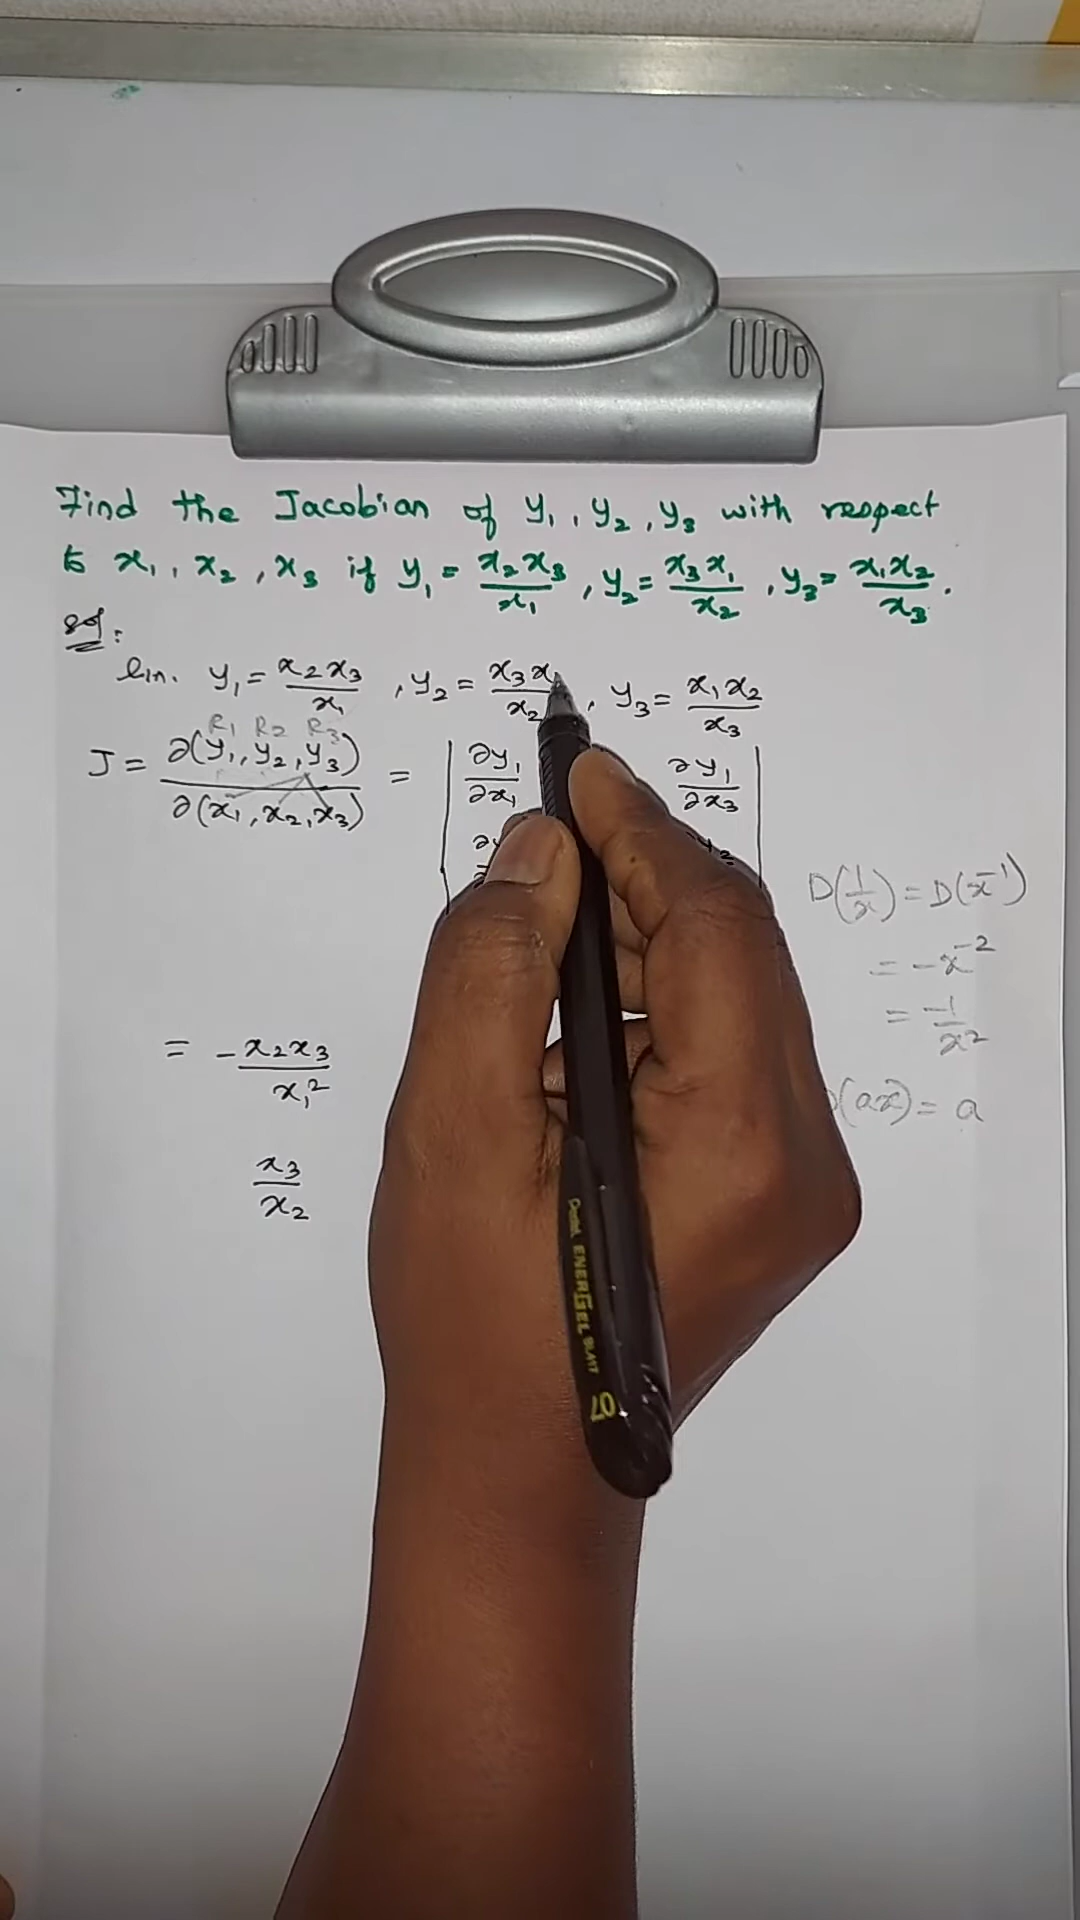 Find the Jacobian of y₁, y₂, y₃ with respect
to x₁, x₂, x₃ if y₁ = x₂x₃/x₁, y₂ = x₃x₁/x₂, y₃ = x₁x₂/x₃.
Sol:
Gn. y₁ = x₂x₃/x₁, y₂ = x₃x₁/x₂, y₃ = x₁x₂/x₃
R₁ R₂ R₃
J = ∂(y₁, y₂, y₃)/∂(x₁, x₂, x₃) = | ∂y₁/∂x₁ ∂y₁/∂x₃ |
D(1/x) = D(x⁻¹)
= -x⁻²
= -1/x²
= -x₂x₃/x₁²
D(ax) = a
x₃/x₂
Pentel ENERGEL 07